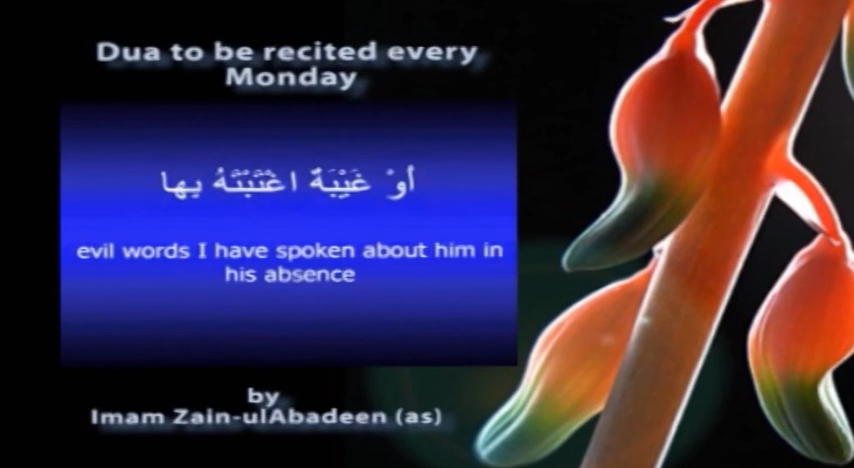 Dua to be recited every
Monday
أوْ غَيْبَةٌ اغْتَبْتَهُ بِها
evil words I have spoken about him in
his absence
by
Imam Zain-ulAbadeen (as)